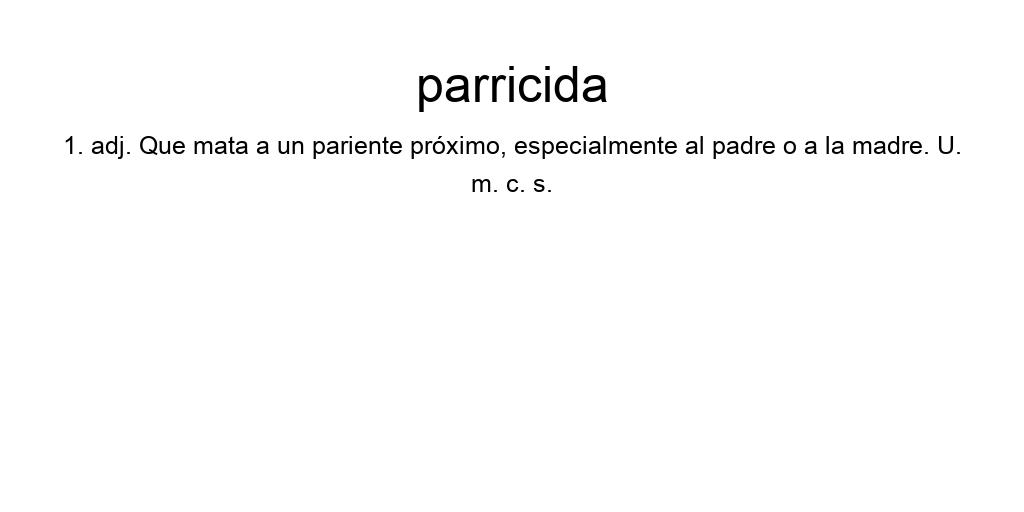 parricida
1. adj. Que mata a un pariente próximo, especialmente al padre o a la madre. U.
m. c. s.